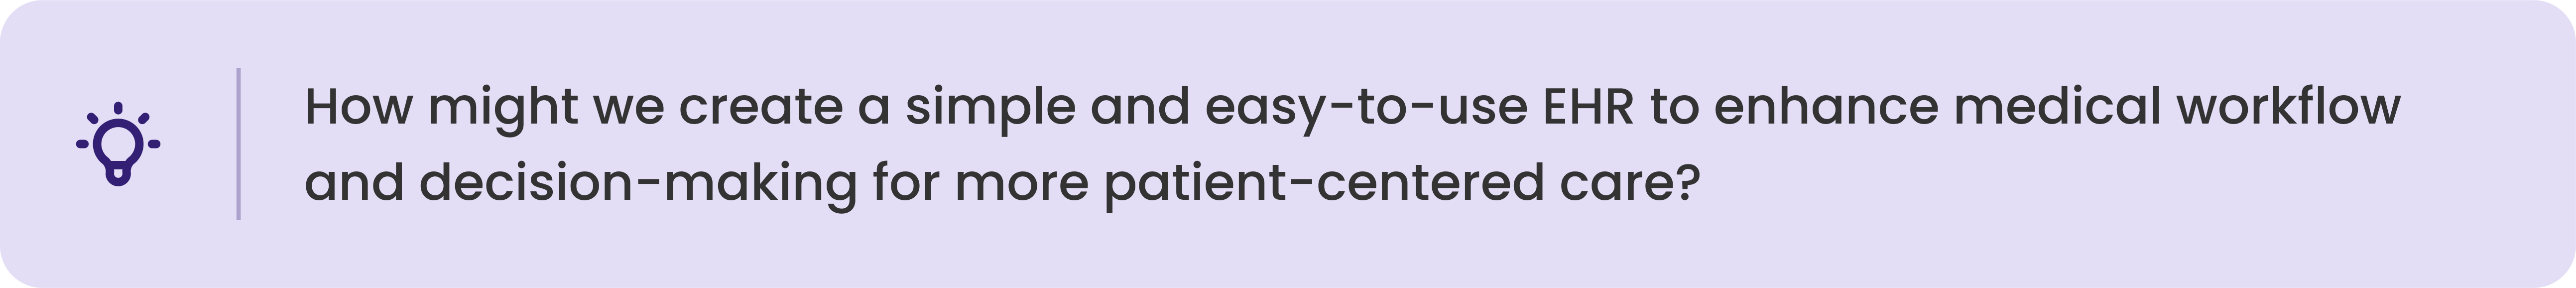 How might we create a simple and easy-to-use EHR to enhance medical workflow
and decision-making for more patient-centered care?